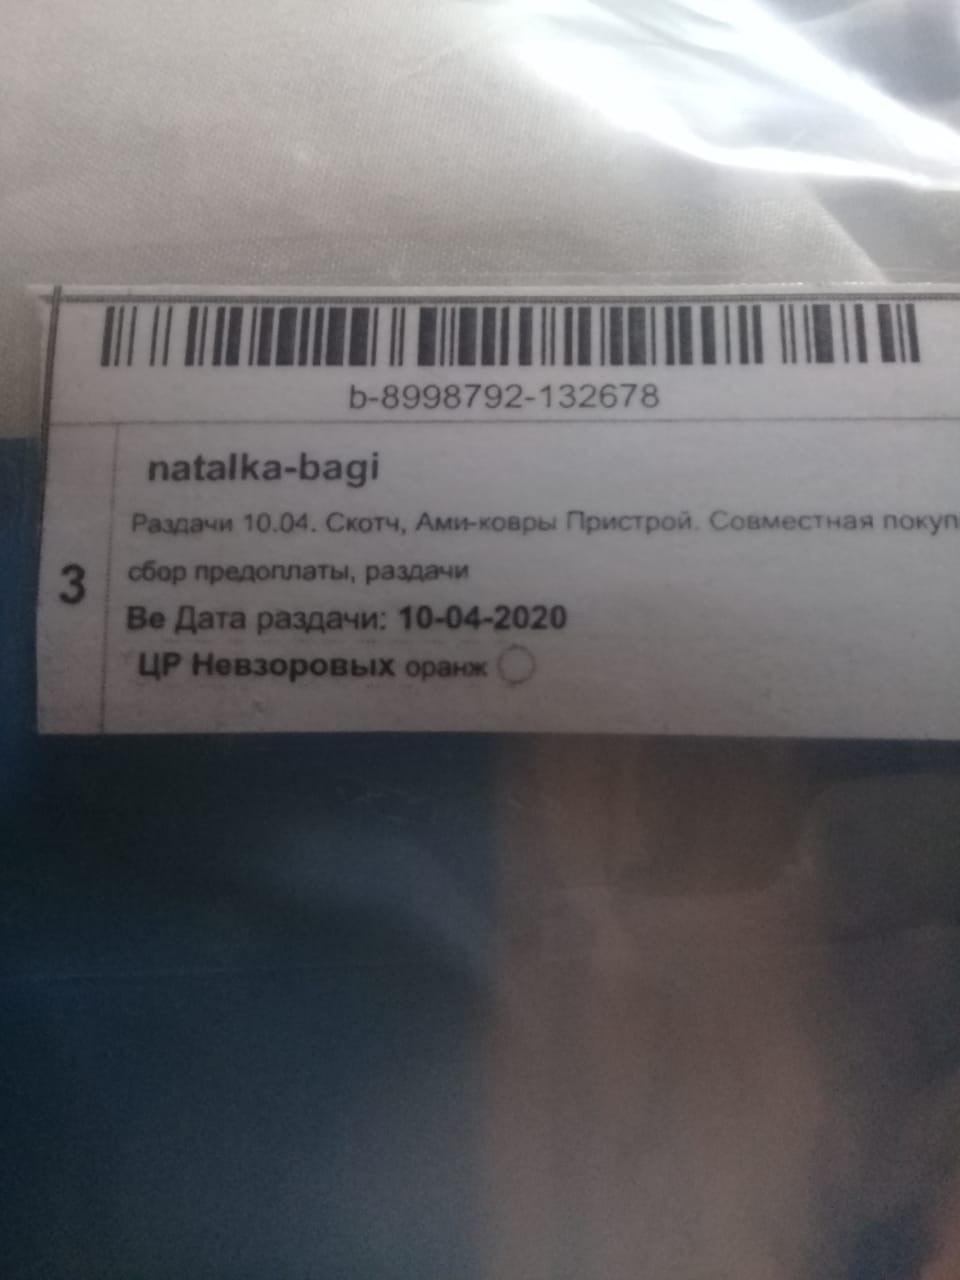 b-8998792-132678
natalka-bagi
Раздачи 10.04. Скотч, Ами-ковры Пристрой. Совместная покуп
сбор предоплаты, раздачи
3
Ве Дата раздачи: 10-04-2020
ЦР Невзоровых оранж